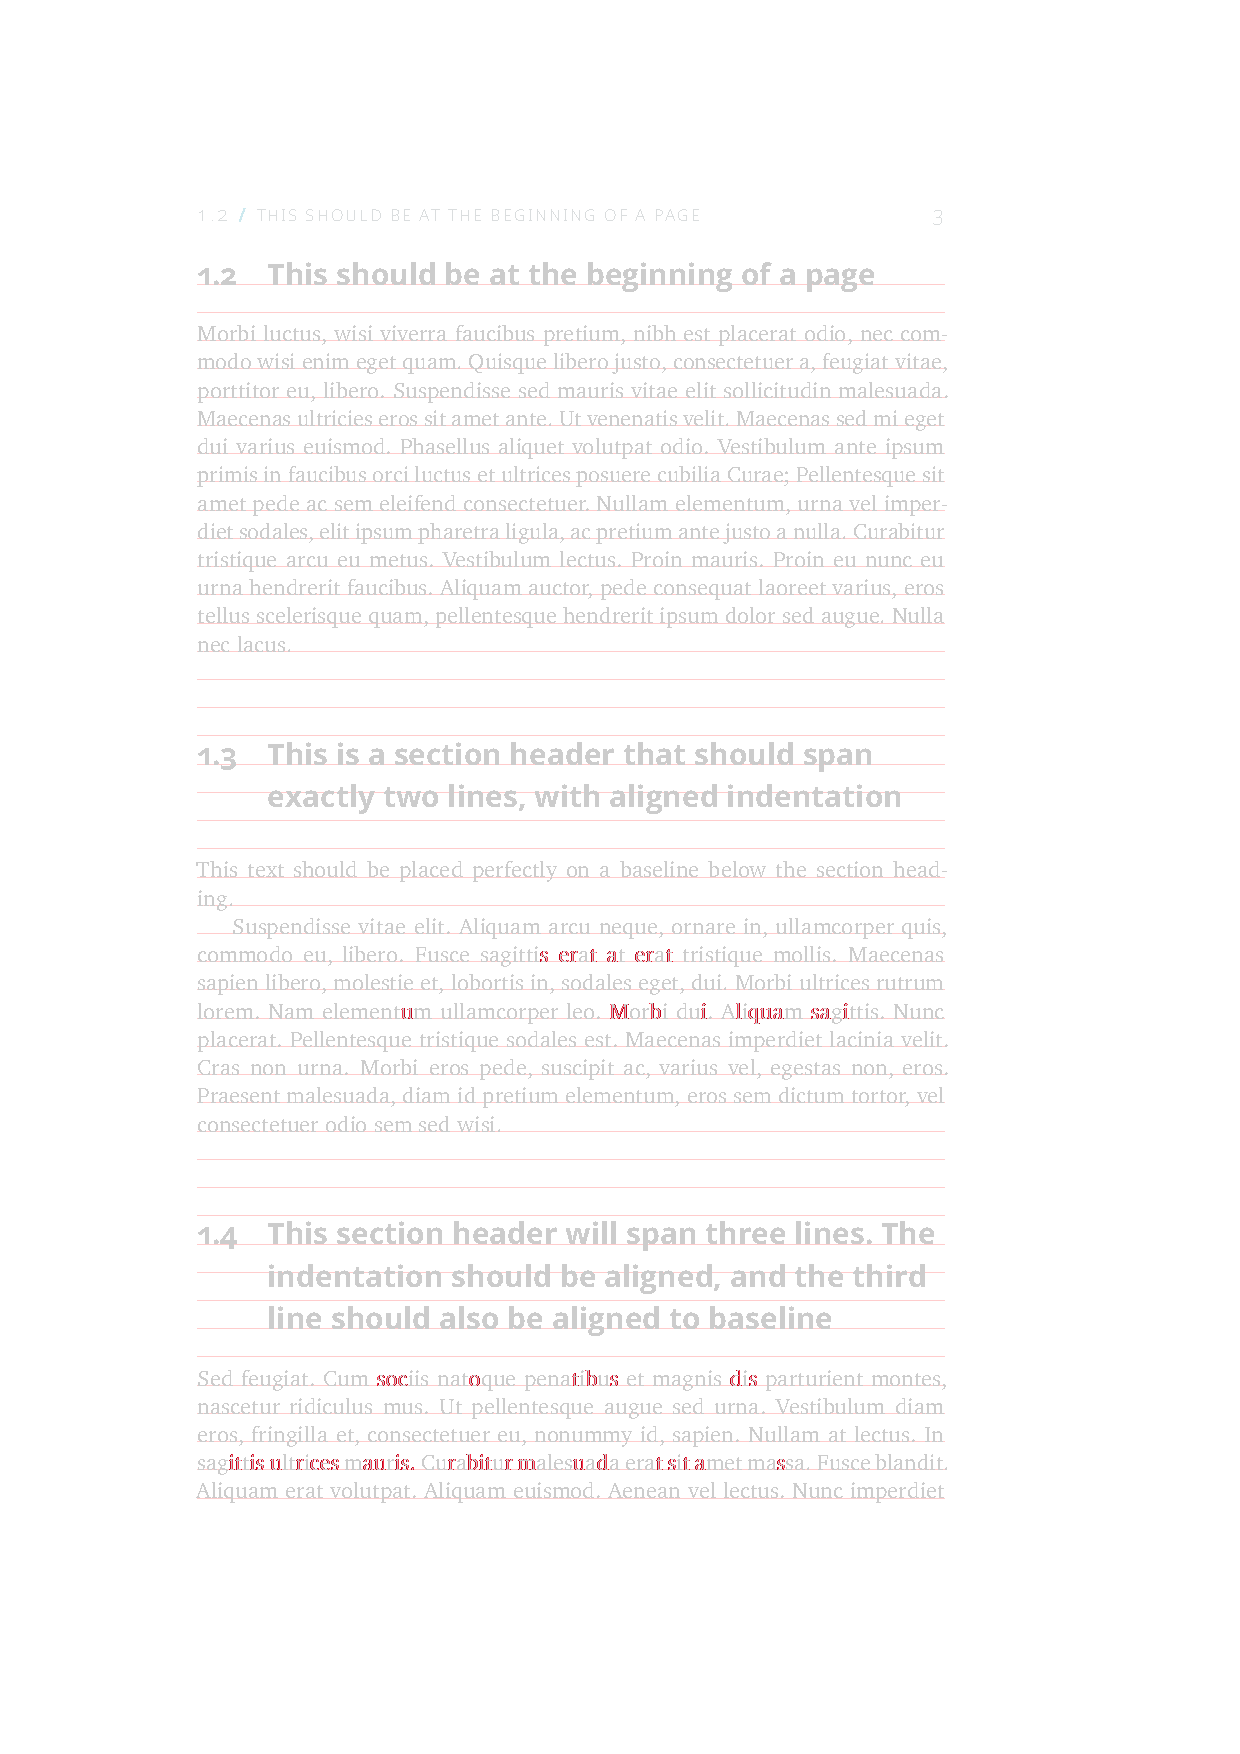 1.2 / THIS SHOULD BE AT THE BEGINNING OF A PAGE 3
1.2 This should be at the beginning of a page
Morbi luctus, wisi viverra faucibus pretium, nibh est placerat odio, nec com-
modo wisi enim eget quam. Quisque libero justo, consectetuer a, feugiat vitae,
porttitor eu, libero. Suspendisse sed mauris vitae elit sollicitudin malesuada.
Maecenas ultricies eros sit amet ante. Ut venenatis velit. Maecenas sed mi eget
dui varius euismod. Phasellus aliquet volutpat odio. Vestibulum ante ipsum
primis in faucibus orci luctus et ultrices posuere cubilia Curae; Pellentesque sit
amet pede ac sem eleifend consectetuer. Nullam elementum, urna vel imper-
diet sodales, elit ipsum pharetra ligula, ac pretium ante justo a nulla. Curabitur
tristique arcu eu metus. Vestibulum lectus. Proin mauris. Proin eu nunc eu
urna hendrerit faucibus. Aliquam auctor, pede consequat laoreet varius, eros
tellus scelerisque quam, pellentesque hendrerit ipsum dolor sed augue. Nulla
nec lacus.
1.3 This is a section header that should span
exactly two lines, with aligned indentation
This text should be placed perfectly on a baseline below the section head-
ing.
Suspendisse vitae elit. Aliquam arcu neque, ornare in, ullamcorper quis,
commodo eu, libero. Fusce sagittis erat at erat tristique mollis. Maecenas
sapien libero, molestie et, lobortis in, sodales eget, dui. Morbi ultrices rutrum
lorem. Nam elementum ullamcorper leo. Morbi dui. Aliquam sagittis. Nunc
placerat. Pellentesque tristique sodales est. Maecenas imperdiet lacinia velit.
Cras non urna. Morbi eros pede, suscipit ac, varius vel, egestas non, eros.
Praesent malesuada, diam id pretium elementum, eros sem dictum tortor, vel
consectetuer odio sem sed wisi.
1.4 This section header will span three lines. The
indentation should be aligned, and the third
line should also be aligned to baseline
Sed feugiat. Cum sociis natoque penatibus et magnis dis parturient montes,
nascetur ridiculus mus. Ut pellentesque augue sed urna. Vestibulum diam
eros, fringilla et, consectetuer eu, nonummy id, sapien. Nullam at lectus. In
sagittis ultrices mauris. Curabitur malesuada erat sit amet massa. Fusce blandit.
Aliquam erat volutpat. Aliquam euismod. Aenean vel lectus. Nunc imperdiet